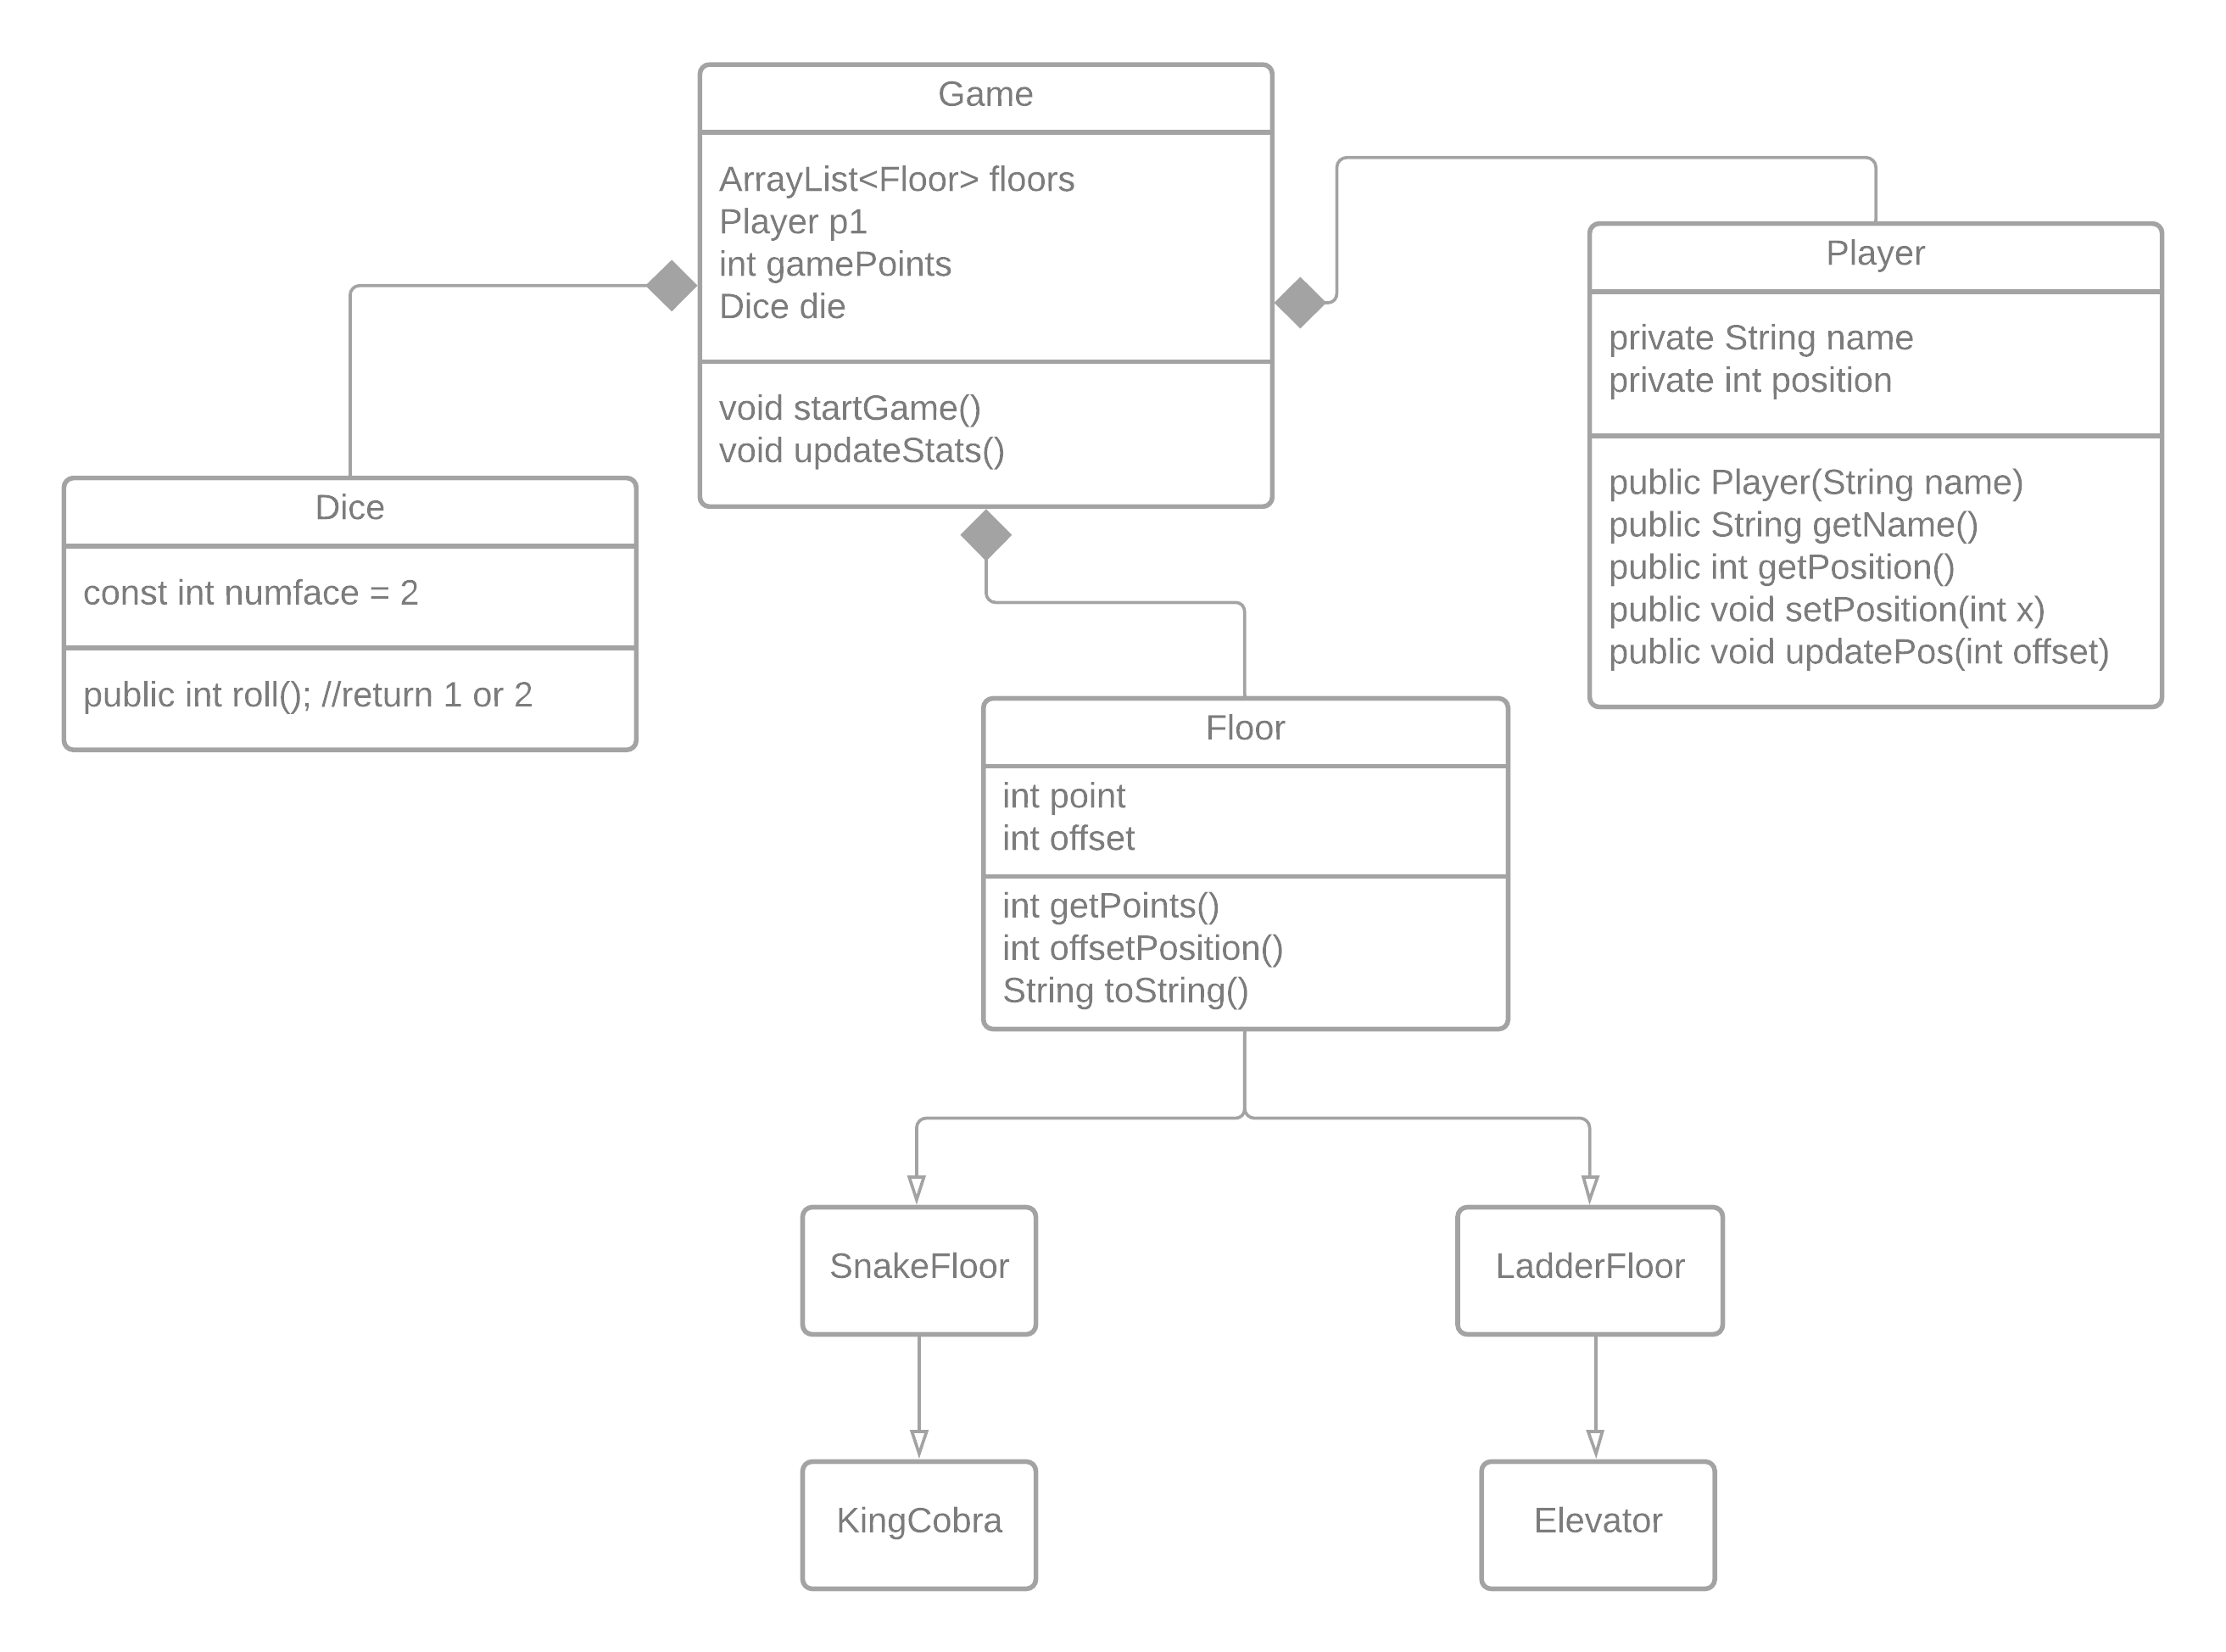 Game
ArrayList<Floor> floors
Player p1
int gamePoints
Dice die
void startGame()
void updateStats()
Player
private String name
private int position
public Player(String name)
public String getName()
public int getPosition()
public void setPosition(int x)
public void updatePos(int offset)
Dice
const int numface = 2
public int roll(); //return 1 or 2
Floor
int point
int offset
int getPoints()
int offsetPosition()
String toString()
SnakeFloor
LadderFloor
KingCobra
Elevator